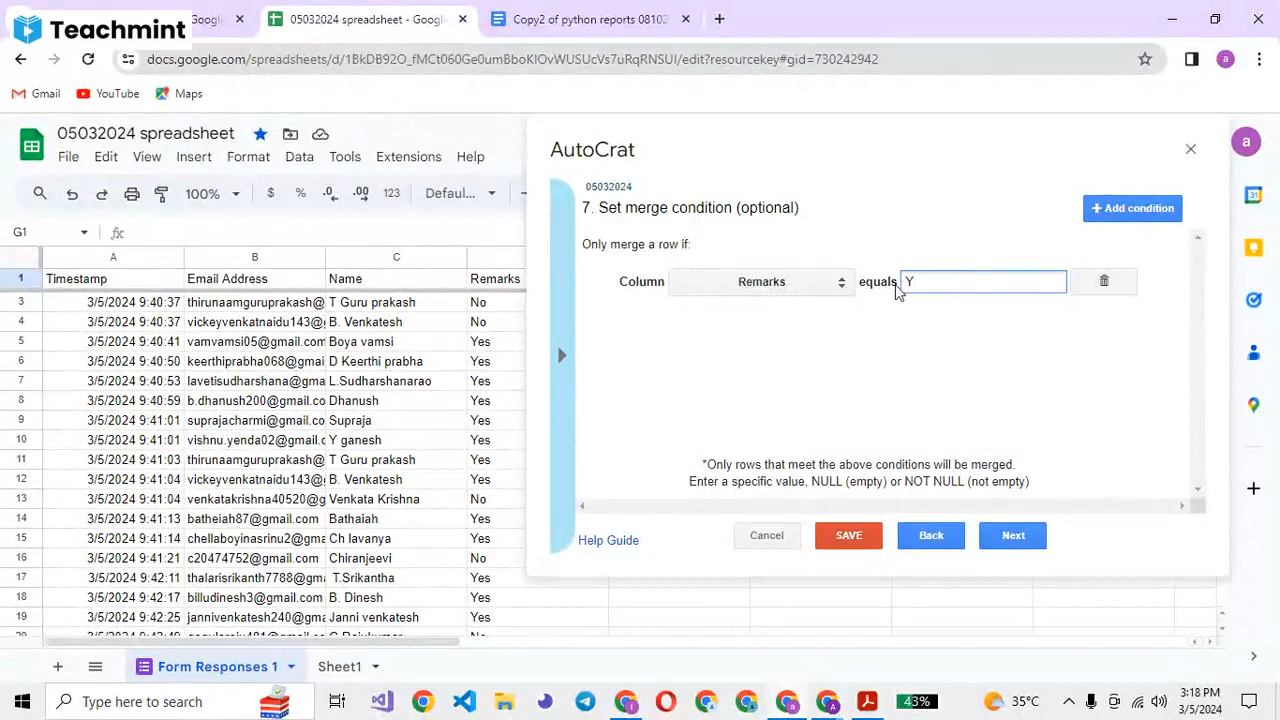 Teachmint
Google
05032024 spreadsheet - Google
Copy2 of python reports 0810
docs.google.com/spreadsheets/d/1BkDB92O_fMCt060Ge0umBboKIOvWUSUcVs7uRqRNSUI/edit?resourcekey#gid=730242942
a
Gmail
YouTube
Maps
05032024 spreadsheet
File Edit View Insert Format Data Tools Extensions Help
100% $ % .0 .00 123 Defaul...
G1 fx
A B C
1 Timestamp Email Address Name Remarks
3 3/5/2024 9:40:37 thirunaamguruprakash@ T Guru prakash No
4 3/5/2024 9:40:37 vickeyvenkatnaidu143@g B. Venkatesh No
5 3/5/2024 9:40:41 vamvamsi05@gmail.com Boya vamsi Yes
6 3/5/2024 9:40:50 keerthiprabha068@gmai D Keerthi prabha Yes
7 3/5/2024 9:40:53 lavetisudharshana@gma L.Sudharshanarao Yes
8 3/5/2024 9:40:59 b.dhanush200@gmail.c Dhanush Yes
9 3/5/2024 9:41:01 suprajacharmi@gmail.c Supraja Yes
10 3/5/2024 9:41:01 vishnu.yenda02@gmail.c Y ganesh Yes
11 3/5/2024 9:41:03 thirunaamguruprakash@ T Guru prakash Yes
12 3/5/2024 9:41:04 vickeyvenkatnaidu143@g B. Venkatesh Yes
13 3/5/2024 9:41:04 venkatakrishna40520@g Venkata Krishna No
14 3/5/2024 9:41:13 batheiah87@gmail.com Bathaiah Yes
15 3/5/2024 9:41:14 chellaboyinasrinu2@gma Ch lavanya Yes
16 3/5/2024 9:41:21 c20474752@gmail.com Chiranjeevi No
17 3/5/2024 9:42:11 thalarisrikanth7788@gm T.Srikantha Yes
18 3/5/2024 9:42:17 billudinesh3@gmail.com B. Dinesh Yes
19 3/5/2024 9:42:25 jannivenkatesh240@gma Janni venkatesh Yes
AutoCrat
05032024
7. Set merge condition (optional)
+ Add condition
Only merge a row if:
Column Remarks equals Y
*Only rows that meet the above conditions will be merged.
Enter a specific value, NULL (empty) or NOT NULL (not empty)
Help Guide
Cancel SAVE Back Next
a
Form Responses 1
Sheet1
Type here to search
43%
35°C
3:18 PM
3/5/2024